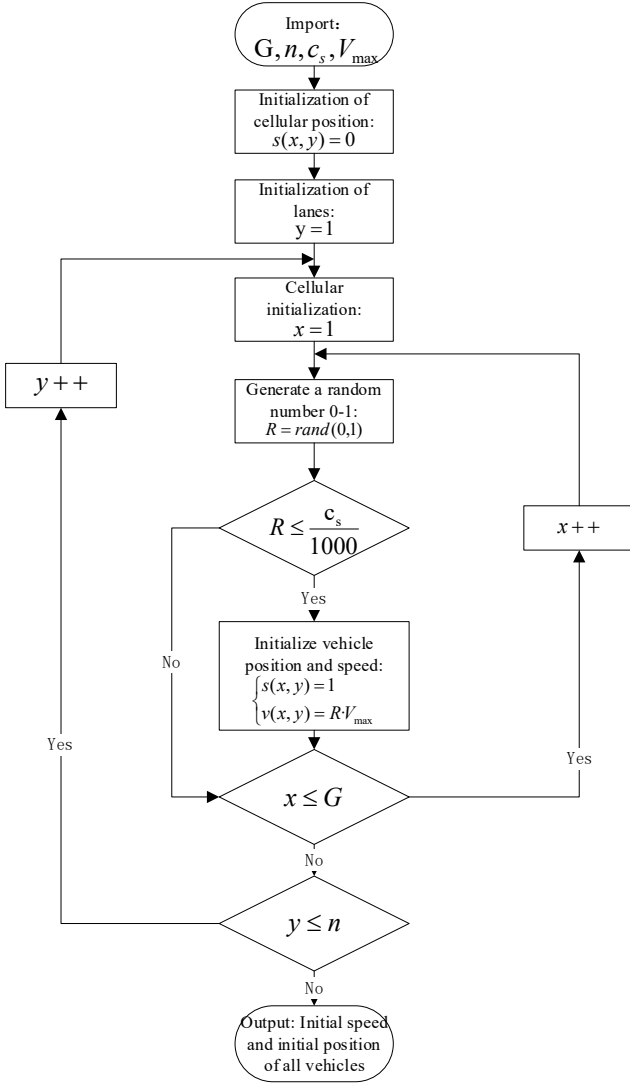 Import:
G, n, c_s, V_max
Initialization of
cellular position:
s(x, y) = 0
Initialization of
lanes:
y = 1
Cellular
initialization:
x = 1
y + +
Generate a random
number 0-1:
R = rand(0,1)
R ≤ c_s/1000
x + +
Yes
Initialize vehicle
position and speed:
{ s(x, y) = 1
v(x, y) = R·V_max
No
Yes
Yes
x ≤ G
No
y ≤ n
No
Output: Initial speed
and initial position
of all vehicles